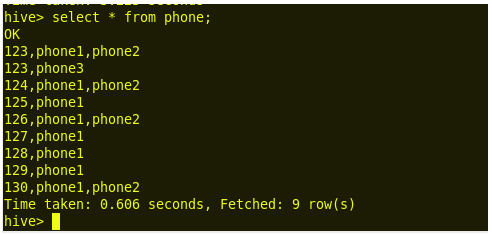 hive> select * from phone;
OK
123,phone1,phone2
123,phone3
124,phone1,phone2
125,phone1
126,phone1,phone2
127,phone1
128,phone1
129,phone1
130,phone1,phone2
Time taken: 0.606 seconds, Fetched: 9 row(s)
hive>